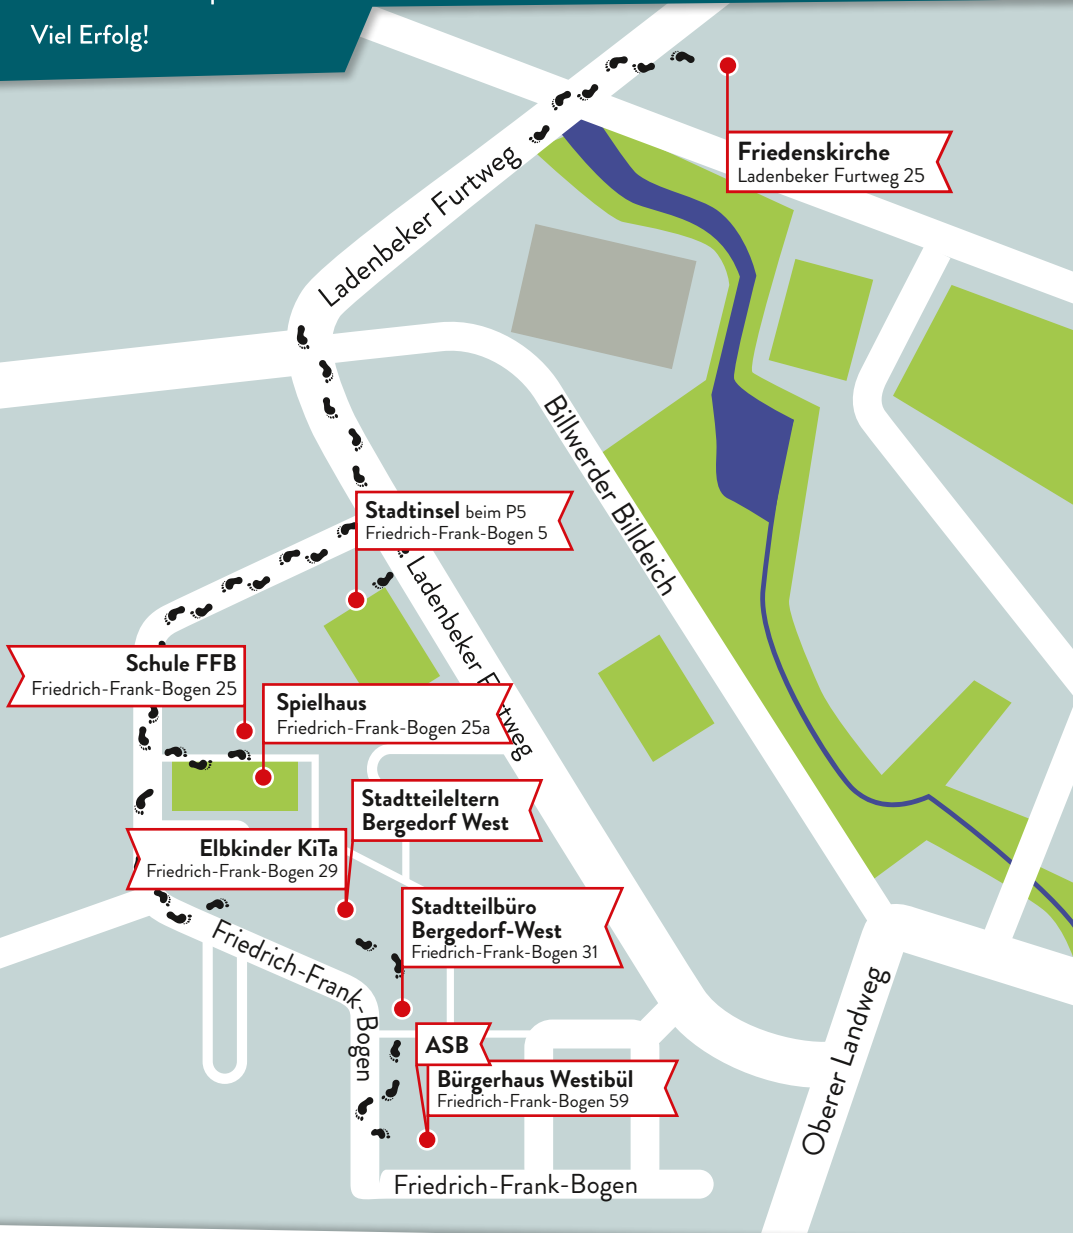 Viel Erfolg!
Friedenskirche
Ladenbeker Furtweg 25
Ladenbeker Furtweg
Billwerder Billdeich
Stadtinsel beim P5
Friedrich-Frank-Bogen 5
Ladenbeker Furtweg
Schule FFB
Friedrich-Frank-Bogen 25
Spielhaus
Friedrich-Frank-Bogen 25a
Stadtteileltern
Bergedorf West
Elbkinder KiTa
Friedrich-Frank-Bogen 29
Stadtteilbüro
Bergedorf-West
Friedrich-Frank-Bogen 31
Friedrich-Frank-Bogen
Oberer Landweg
ASB
Bürgerhaus Westibül
Friedrich-Frank-Bogen 59
Friedrich-Frank-Bogen